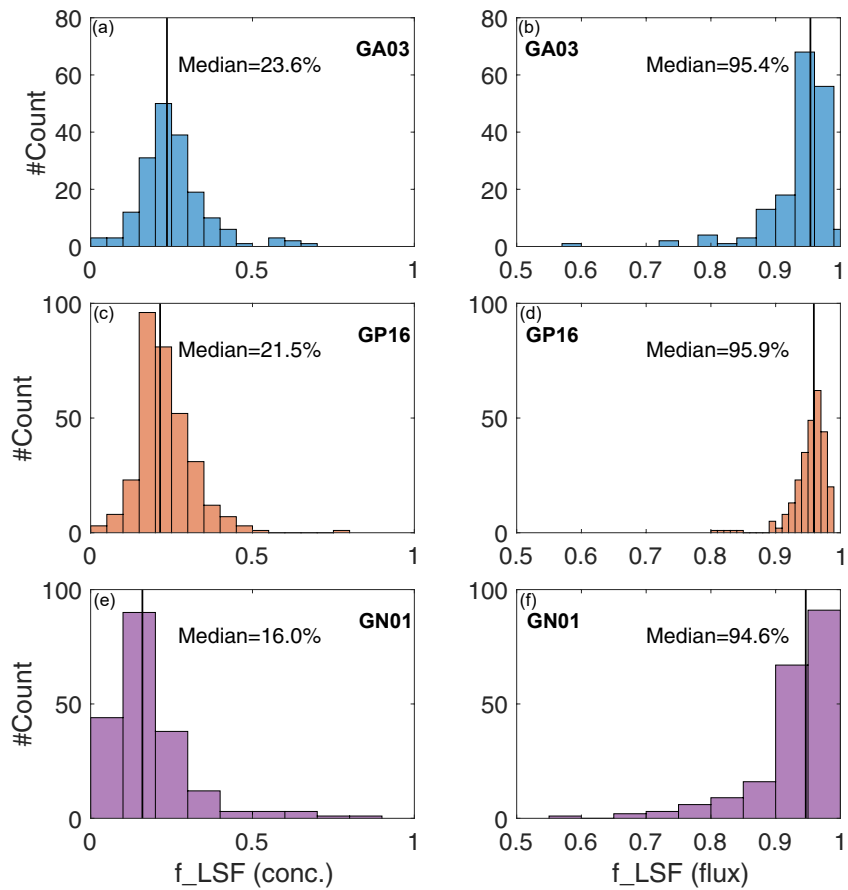 (a)
GA03
Median=23.6%
#Count
80
60
40
20
0
0
0.5
1
(b)
GA03
Median=95.4%
80
60
40
20
0
0.5
0.6
0.7
0.8
0.9
1
(c)
GP16
Median=21.5%
#Count
100
50
0
0
0.5
1
(d)
GP16
Median=95.9%
100
50
0
0.5
0.6
0.7
0.8
0.9
1
(e)
GN01
Median=16.0%
#Count
100
50
0
0
0.5
1
f_LSF (conc.)
(f)
GN01
Median=94.6%
100
50
0
0.5
0.6
0.7
0.8
0.9
1
f_LSF (flux)